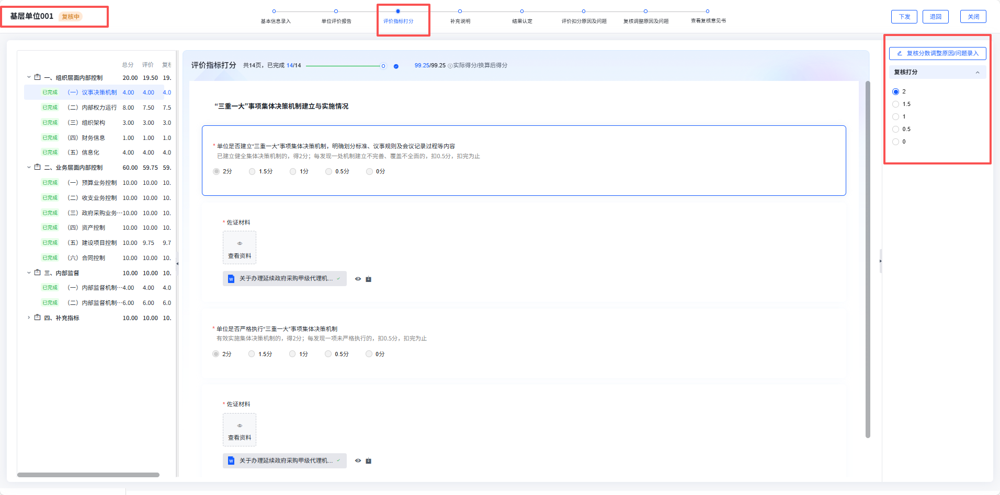 基层单位001 复核中
基本信息录入 单位评价报告 评价指标打分 补充说明 结果认定 评价扣分原因及问题 复核调整原因及问题 查看复核意见书
下发 退回 关闭
总分 评价
一、组织层面内部控制 20.00 19.50 19.
已完成 （一）议事决策机制 4.00 4.00 4.0
已完成 （二）内部权力运行 8.00 7.50 7.5
已完成 （三）组织架构 3.00 3.00 3.0
已完成 （四）财务信息 1.00 1.00 1.0
已完成 （五）信息化 4.00 4.00 4.0
二、业务层面内部控制 60.00 59.75 59.
已完成 （一）预算业务控制 10.00 10.00 10.
已完成 （二）收支业务控制 10.00 10.00 10.
已完成 （三）政府采购业务… 10.00 10.00 10.
已完成 （四）资产控制 10.00 10.00 10.
已完成 （五）建设项目控制 10.00 9.75 9.7
已完成 （六）合同控制 10.00 10.00 10.
三、内部监督 10.00 10.00 10.
已完成 （一）内部监督机制… 4.00 4.00 4.0
已完成 （二）内部监督机制… 6.00 6.00 6.0
四、补充指标 10.00 10.00 10.
评价指标打分 共14页，已完成 14/14 99.25/99.25 实际得分/换算后得分
“三重一大”事项集体决策机制建立与实施情况
* 单位是否建立“三重一大”事项集体决策机制，明确划分标准、议事规则及会议记录过程等内容
已建立健全集体决策机制的，得2分；每发现一处机制建立不完善、覆盖不全面的，扣0.5分，扣完为止
2分 1.5分 1分 0.5分 0分
* 佐证材料
查看资料
W 关于办理延续政府采购甲级代理机...
* 单位是否严格执行“三重一大”事项集体决策机制
有效实施集体决策机制的，得2分；每发现一项未严格执行的，扣0.5分，扣完为止
2分 1.5分 1分 0.5分 0分
* 佐证材料
查看资料
W 关于办理延续政府采购甲级代理机...
复核分数调整原因/问题录入
复核打分
2
1.5
1
0.5
0